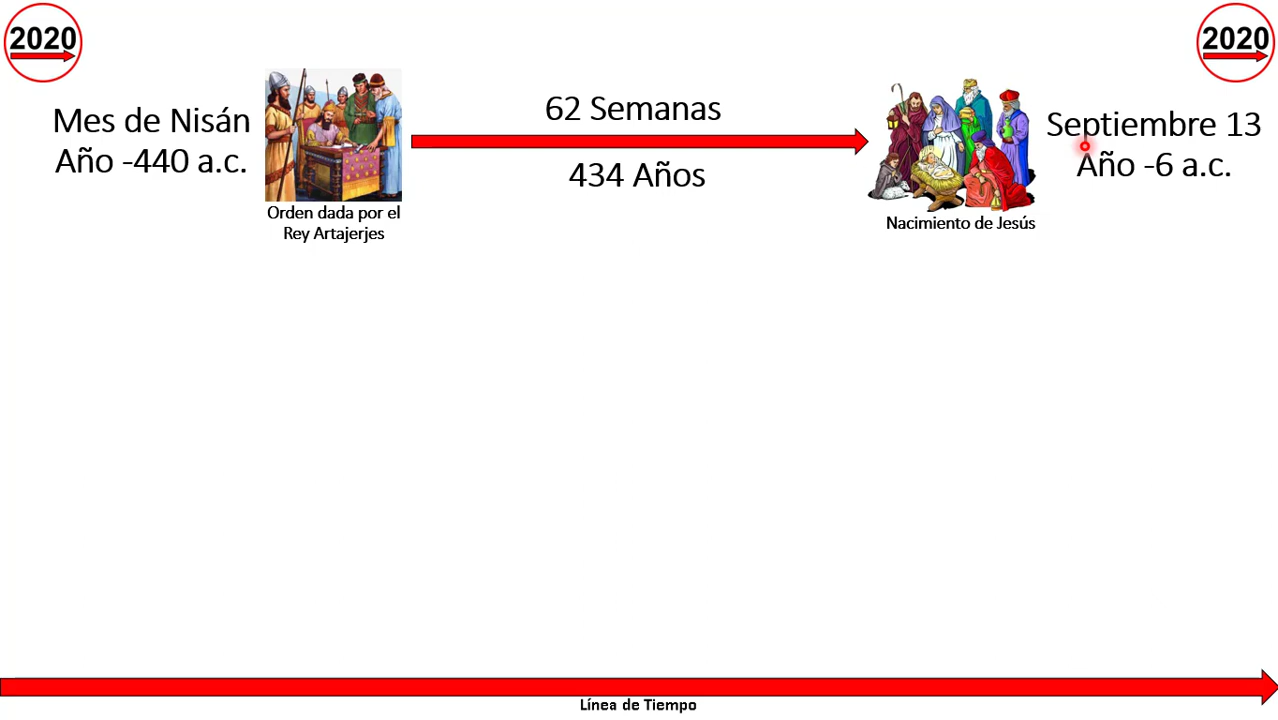 2020
2020
Mes de Nisán
Año -440 a.c.
Orden dada por el
Rey Artajerjes
62 Semanas
434 Años
Nacimiento de Jesús
Septiembre 13
Año -6 a.c.
Línea de Tiempo